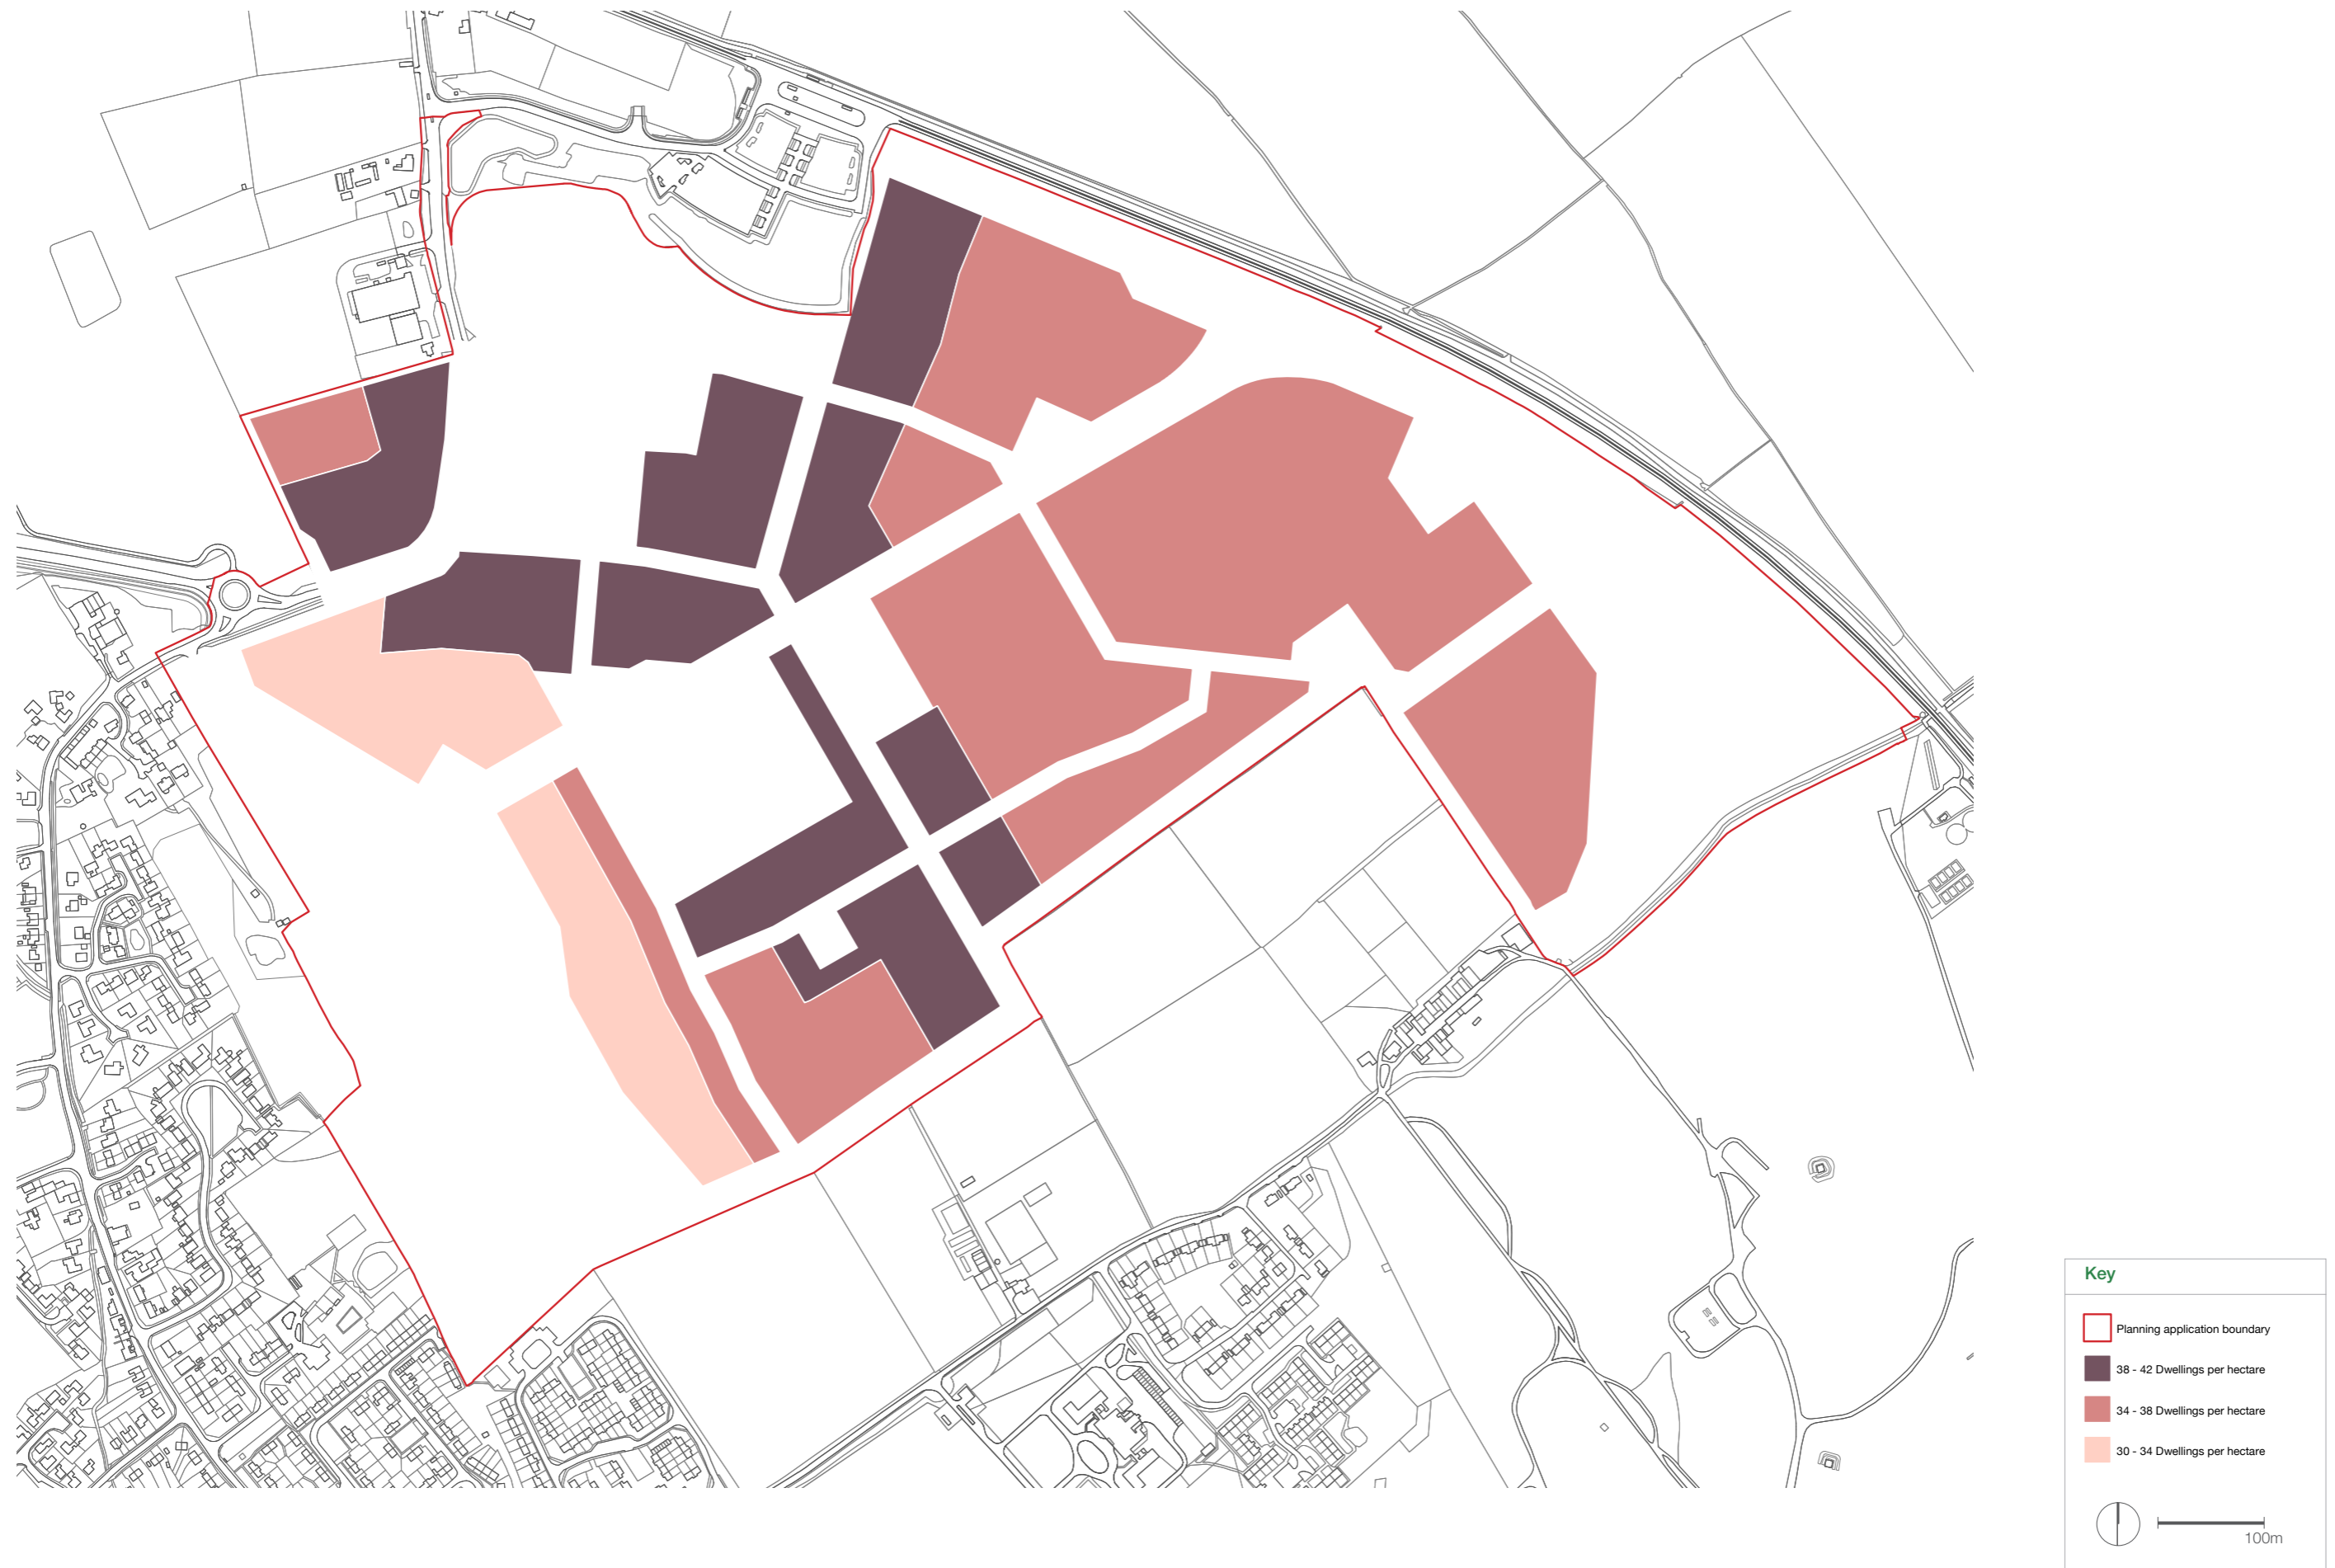 Key
Planning application boundary
38 - 42 Dwellings per hectare
34 - 38 Dwellings per hectare
30 - 34 Dwellings per hectare
100m